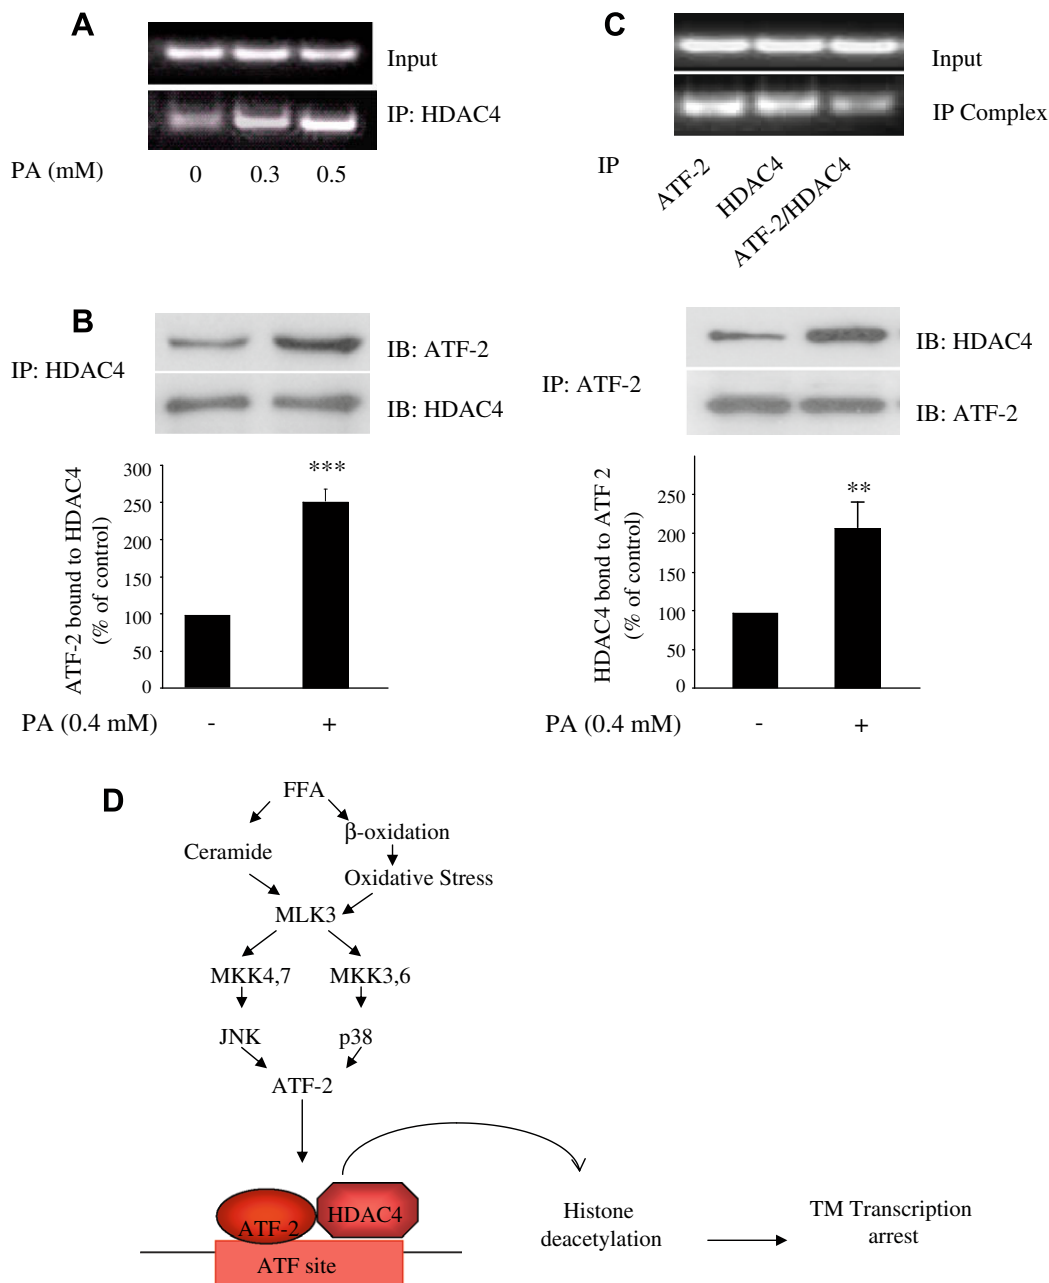 A
Input
IP: HDAC4
PA (mM)
0
0.3
0.5
C
Input
IP Complex
IP
ATF-2
HDAC4
ATF-2/HDAC4
B
IP: HDAC4
IB: ATF-2
IB: HDAC4
ATF-2 bound to HDAC4
(% of control)
300
250
200
150
100
50
0
***
PA (0.4 mM)
-
+
IP: ATF-2
IB: HDAC4
IB: ATF-2
HDAC4 bond to ATF 2
(% of control)
250
200
150
100
50
0
**
PA (0.4 mM)
-
+
D
FFA
Ceramide
β-oxidation
Oxidative Stress
MLK3
MKK4,7
MKK3,6
JNK
p38
ATF-2
ATF-2
HDAC4
ATF site
Histone
deacetylation
TM Transcription
arrest